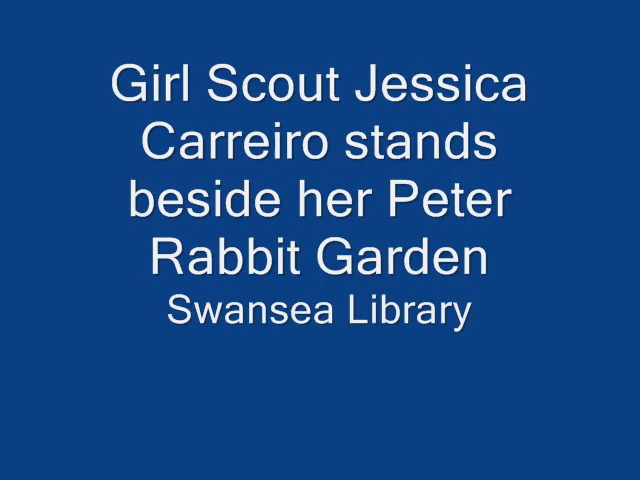 Girl Scout Jessica
Carreiro stands
beside her Peter
Rabbit Garden
Swansea Library